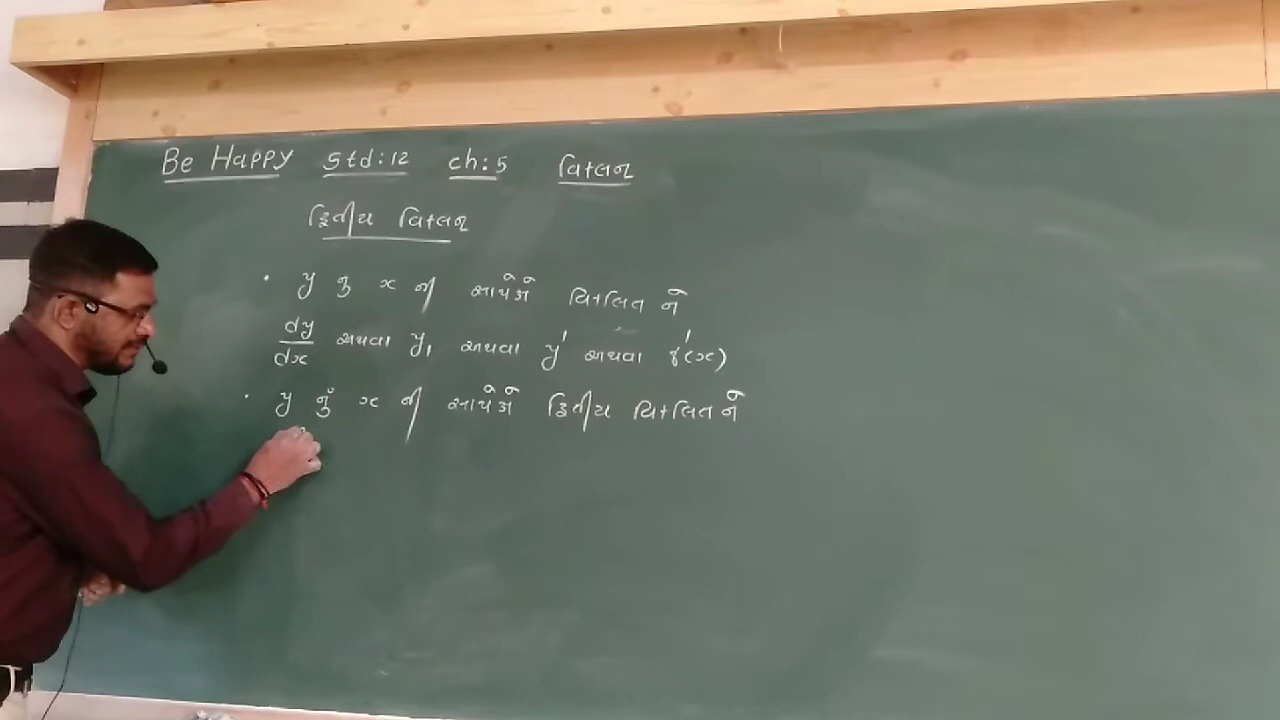 Be Happy Std:12 ch:5 વિકલન
દ્વિતીય વિકલન
• y નુ x ની સાપેક્ષે વિકલિત ને
dy/dx અથવા y₁ અથવા y' અથવા f'(x)
• y નું x ની સાપેક્ષે દ્વિતીય વિકલિત ને